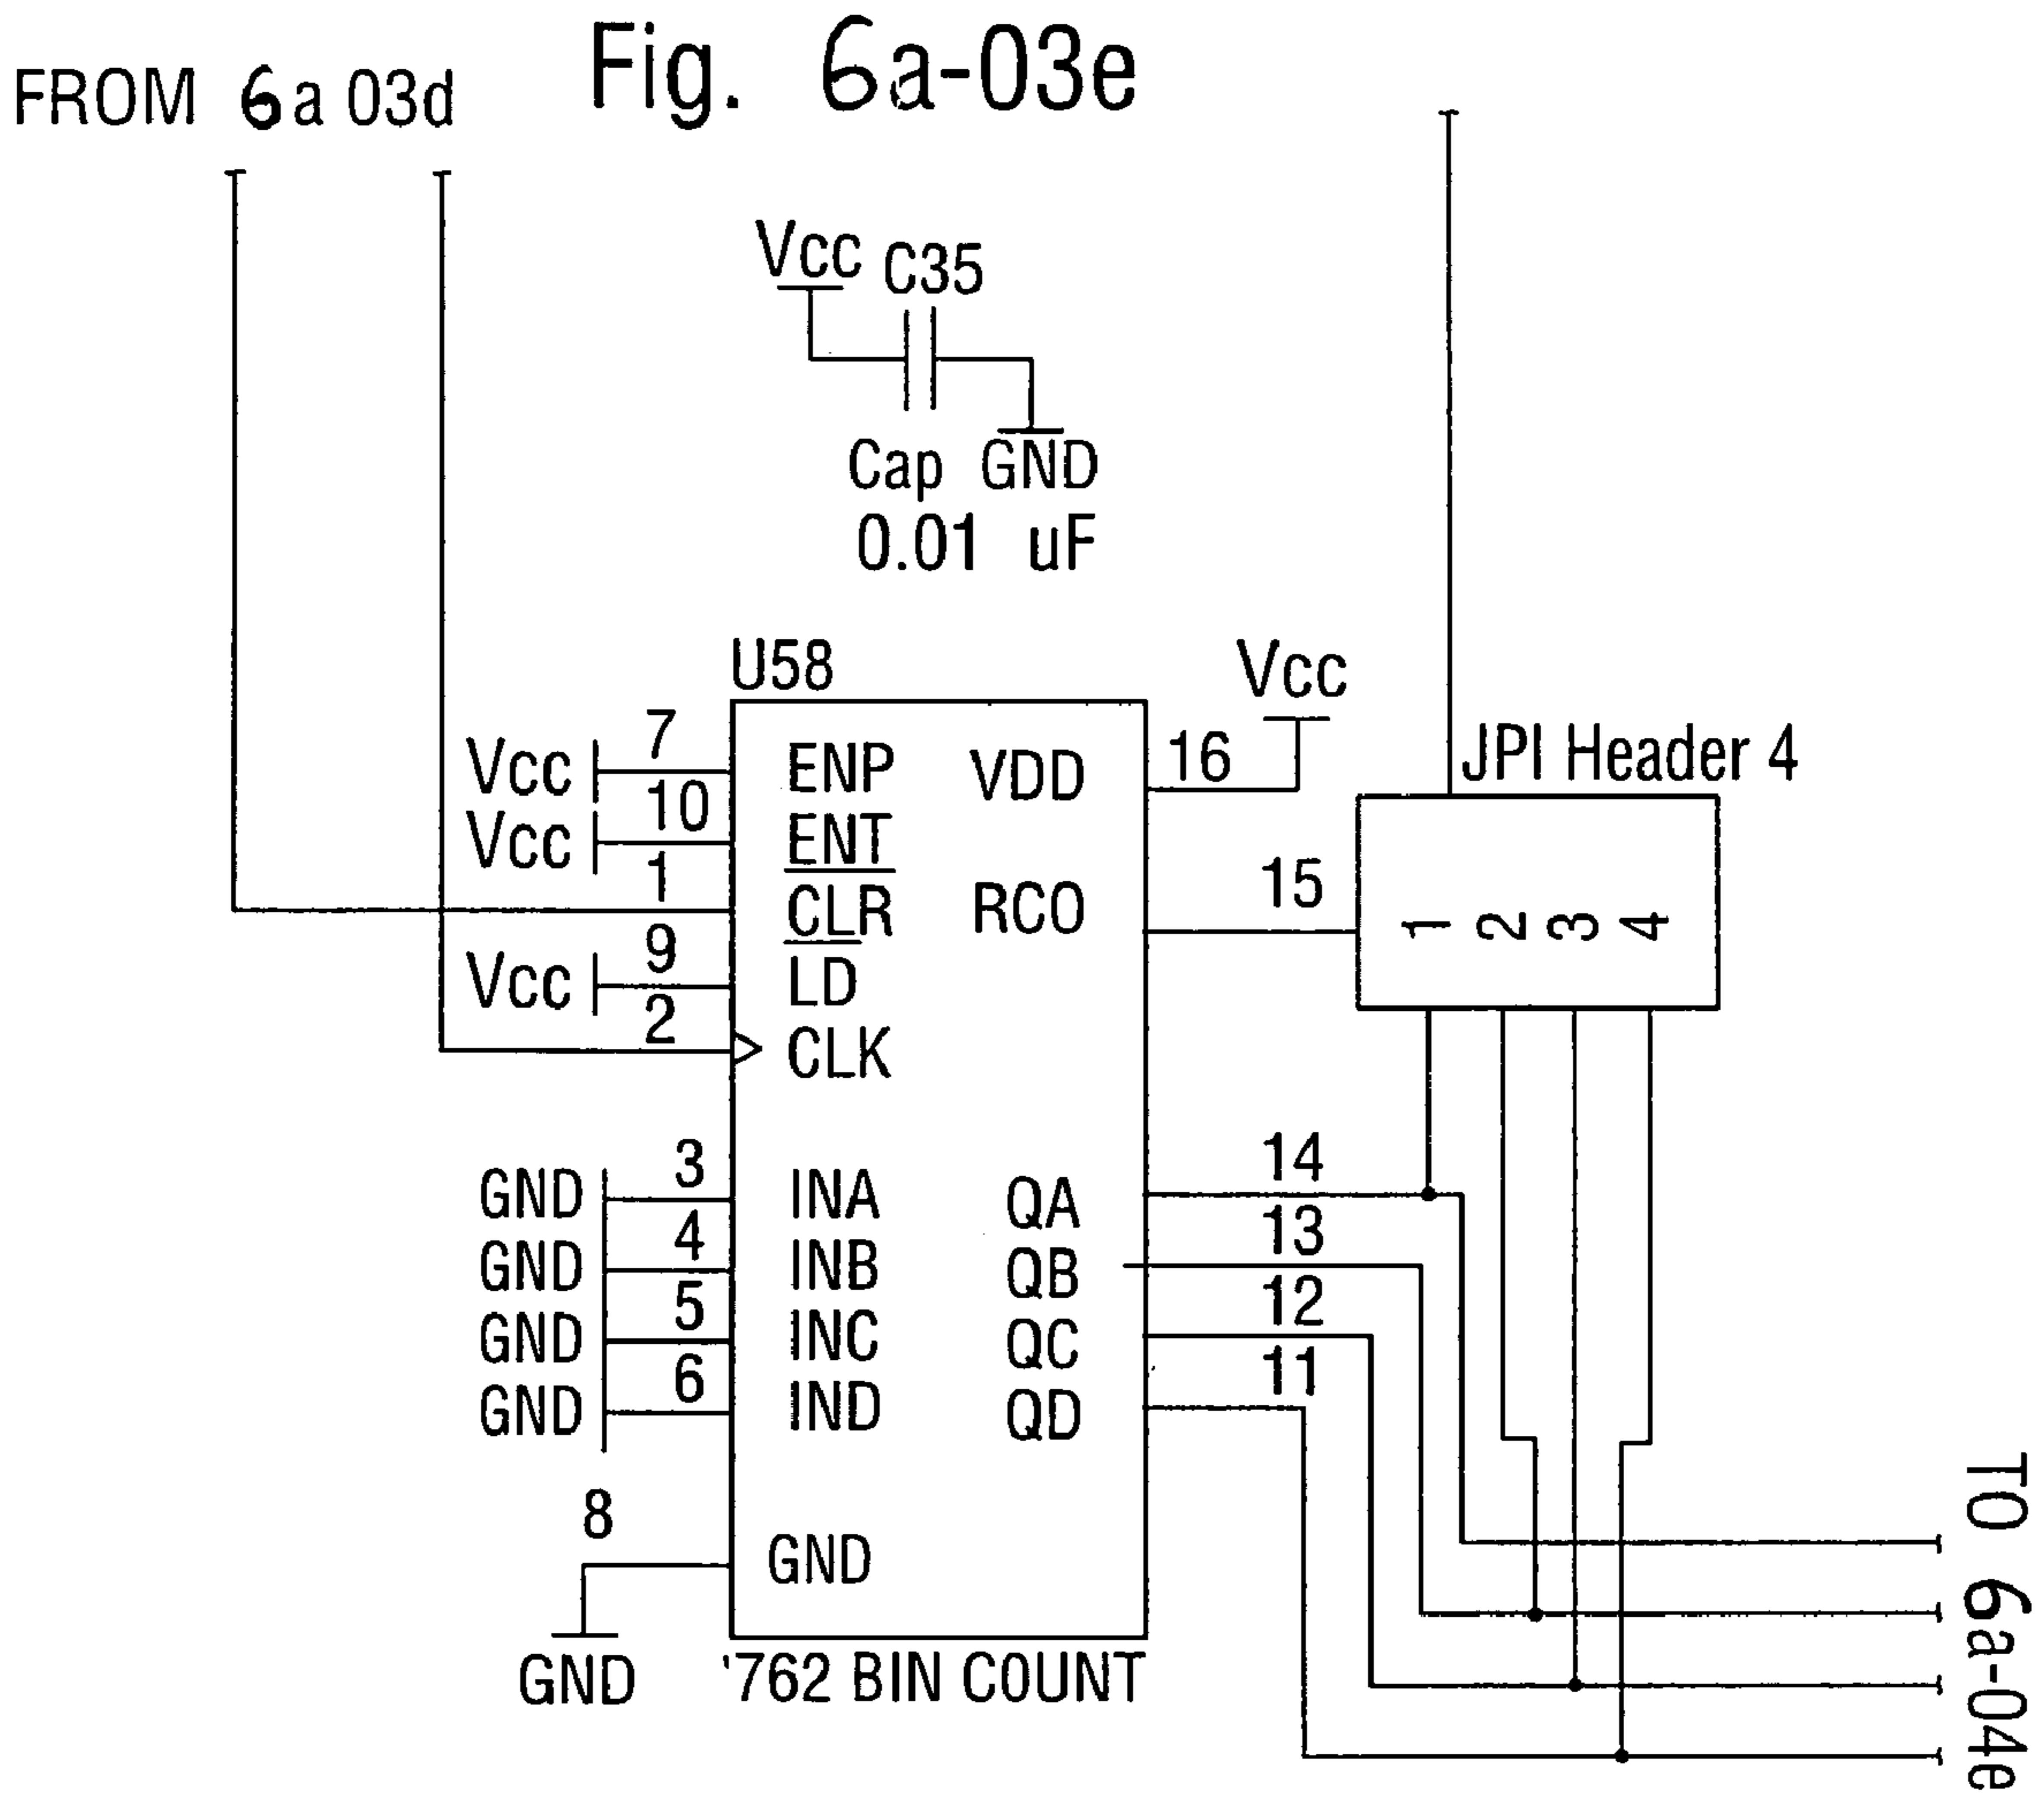 Fig. 6a-03e
FROM 6a 03d
Vcc C35
Cap GND
0.01 uF
U58
Vcc
JPI Header 4
Vcc 7 ENP VDD 16
Vcc 10 ENT
1 CLR RCO 15
1 2 3 4
Vcc 9 LD
2 CLK
GND 3 INA QA 14
GND 4 INB QB 13
GND 5 INC QC 12
GND 6 IND QD 11
8 GND
GND
'762 BIN COUNT
TO 6a-04e